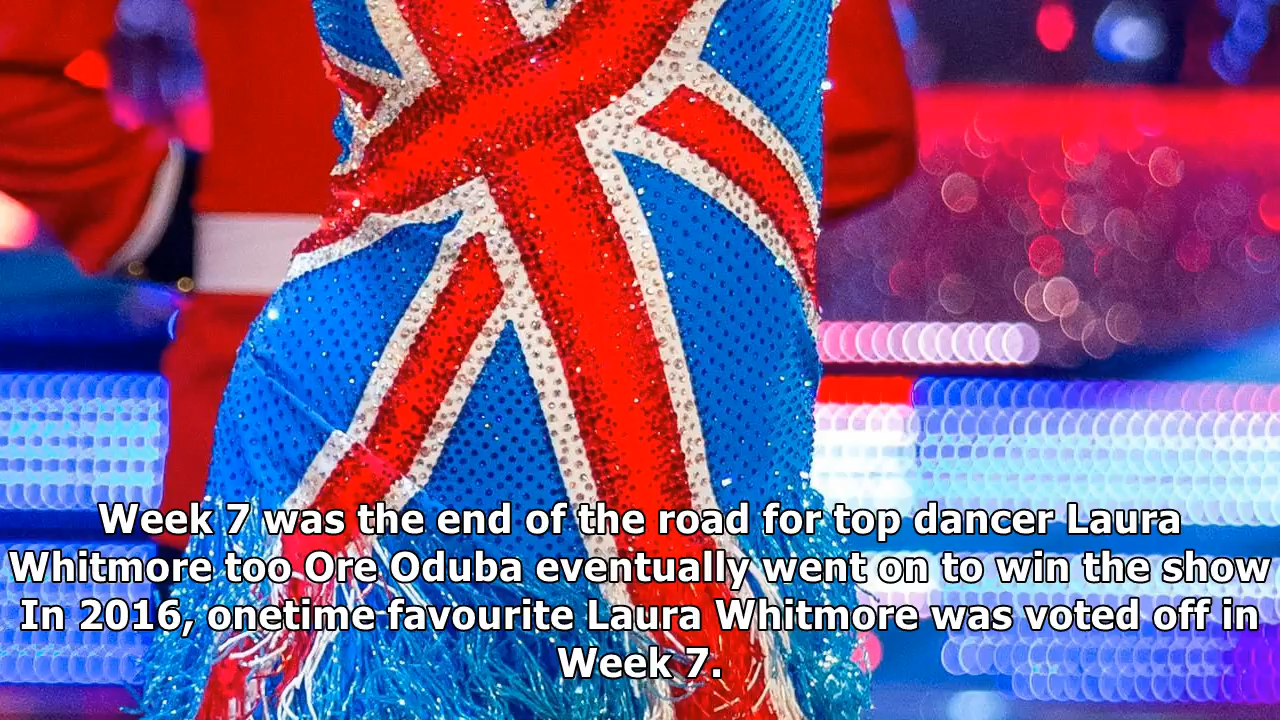 Week 7 was the end of the road for top dancer Laura
Whitmore too Ore Oduba eventually went on to win the show
In 2016, onetime favourite Laura Whitmore was voted off in
Week 7.